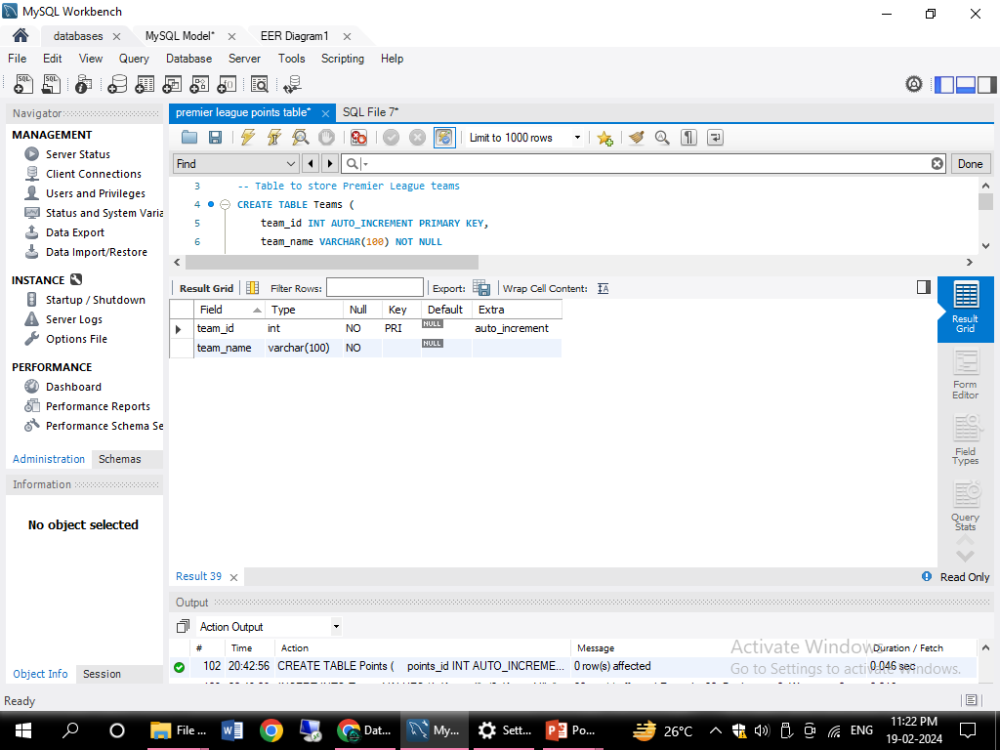 MySQL Workbench
databases
MySQL Model*
EER Diagram1
File Edit View Query Database Server Tools Scripting Help
Navigator
MANAGEMENT
Server Status
Client Connections
Users and Privileges
Status and System Varia
Data Export
Data Import/Restore
INSTANCE
Startup / Shutdown
Server Logs
Options File
PERFORMANCE
Dashboard
Performance Reports
Performance Schema Se
Administration Schemas
Information
No object selected
Object Info Session
premier league points table* SQL File 7*
Limit to 1000 rows
Find
Done
3 -- Table to store Premier League teams
4 CREATE TABLE Teams (
5 team_id INT AUTO_INCREMENT PRIMARY KEY,
6 team_name VARCHAR(100) NOT NULL
Result Grid Filter Rows: Export: Wrap Cell Content:
Field Type Null Key Default Extra
team_id int NO PRI NULL auto_increment
team_name varchar(100) NO NULL
Result Grid
Form Editor
Field Types
Query Stats
Result 39
Read Only
Output
Action Output
# Time Action Message Duration / Fetch
102 20:42:56 CREATE TABLE Points ( points_id INT AUTO_INCREME... 0 row(s) affected 0.046 sec
Activate Windows
Go to Settings to activate Windows.
Ready
File ...
Dat...
My...
Sett...
Po...
26°C
ENG
11:22 PM
19-02-2024